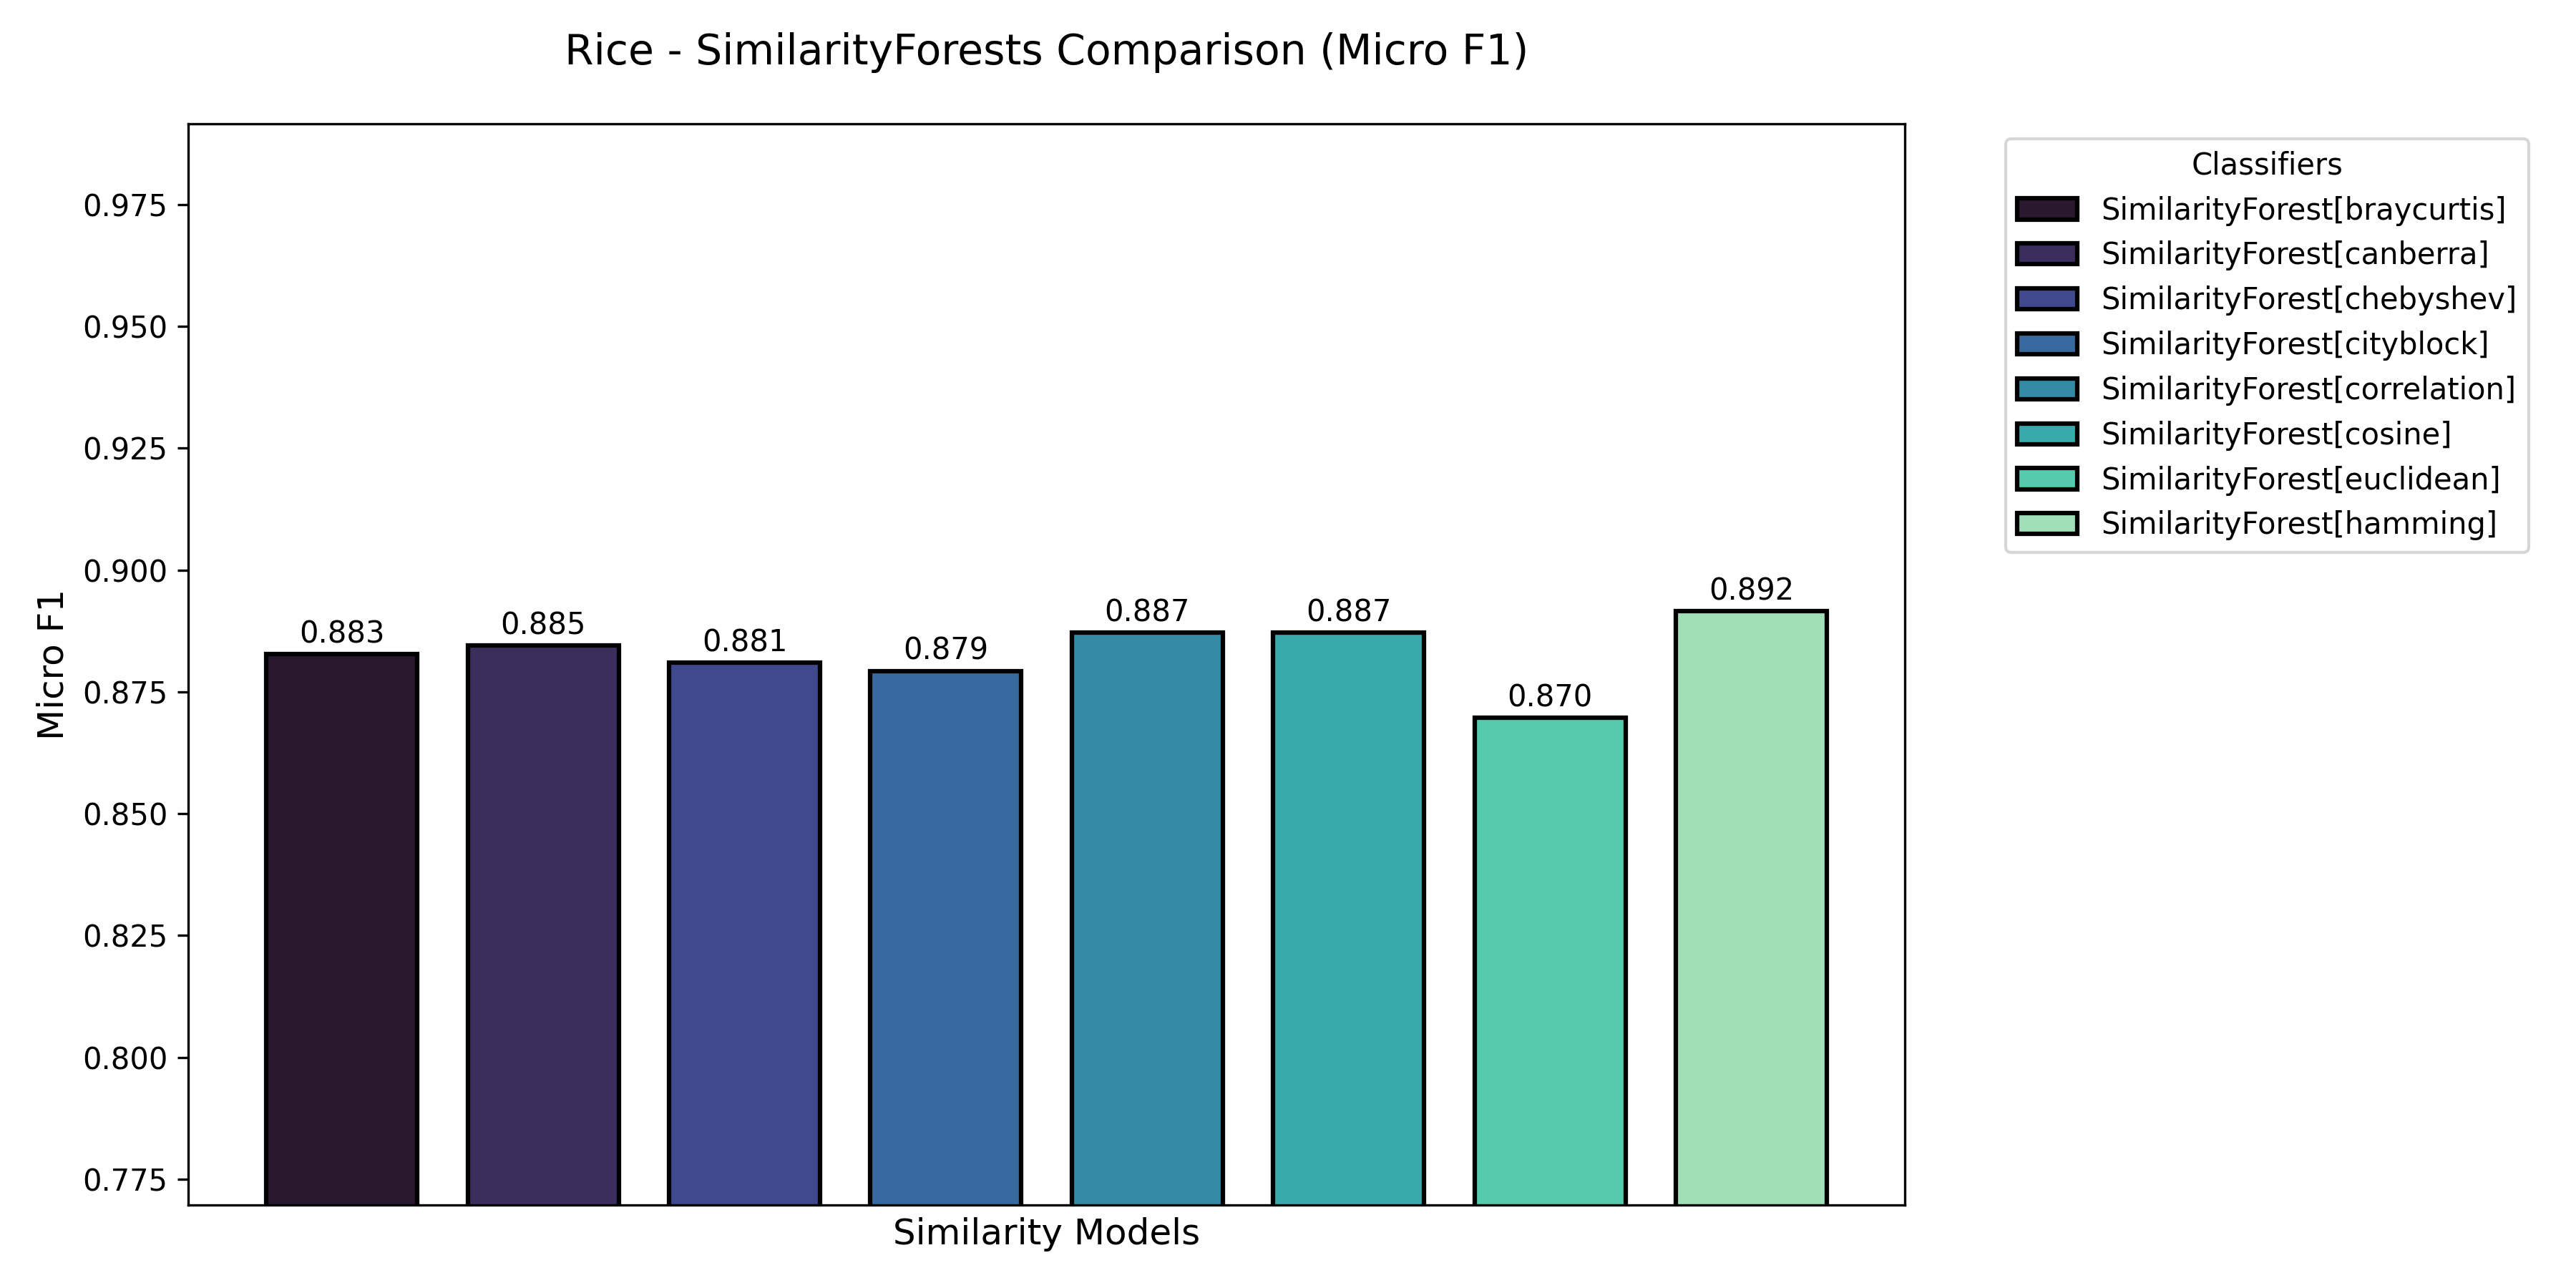 Rice - SimilarityForests Comparison (Micro F1)
Micro F1
0.975
0.950
0.925
0.900
0.875
0.850
0.825
0.800
0.775
0.883
0.885
0.881
0.879
0.887
0.887
0.870
0.892
Similarity Models
Classifiers
SimilarityForest[braycurtis]
SimilarityForest[canberra]
SimilarityForest[chebyshev]
SimilarityForest[cityblock]
SimilarityForest[correlation]
SimilarityForest[cosine]
SimilarityForest[euclidean]
SimilarityForest[hamming]